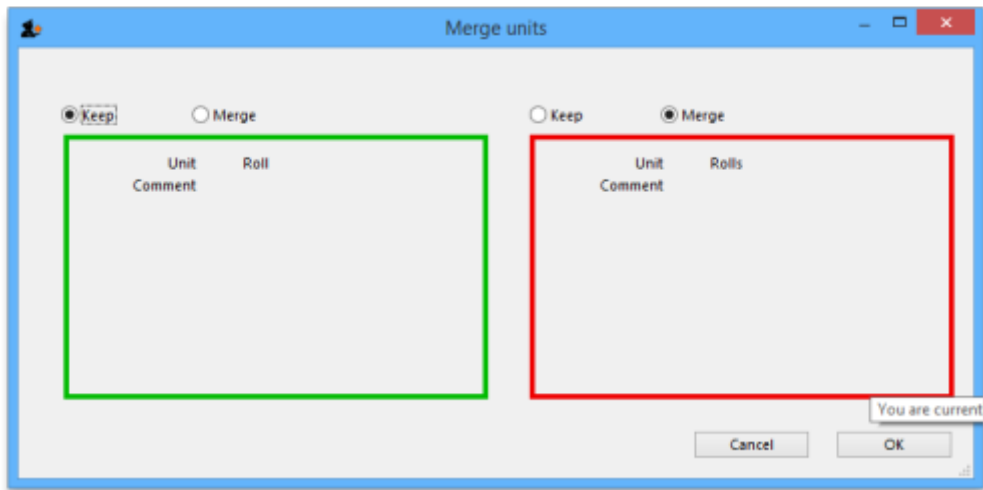 Merge units
Keep Merge Keep Merge
Unit Roll Unit Rolls
Comment Comment
You are current
Cancel OK